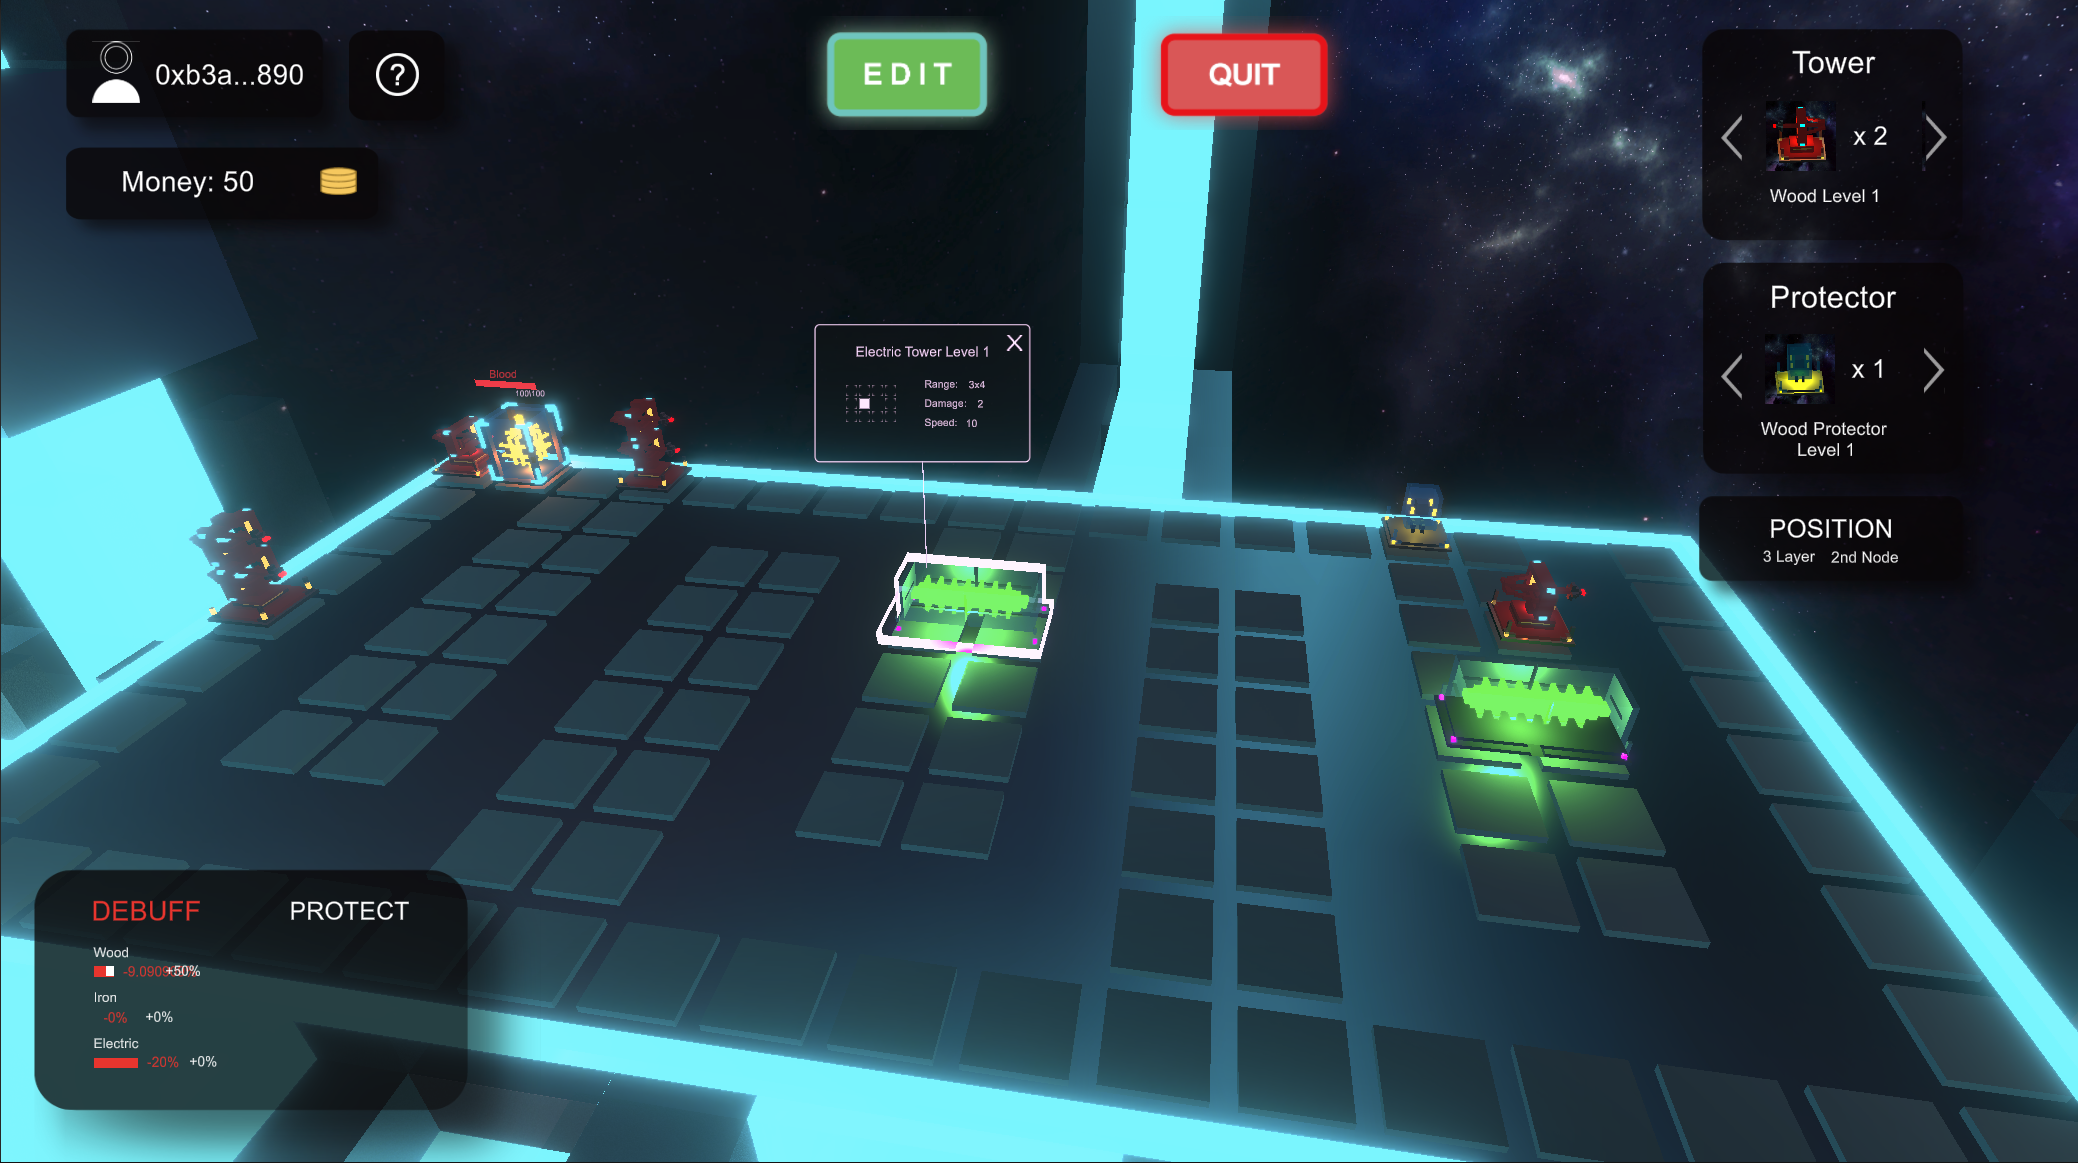 0xb3a...890
?
EDIT
QUIT
Money: 50
Tower
x 2
Wood Level 1
Protector
x 1
Wood Protector
Level 1
POSITION
3 Layer 2nd Node
Electric Tower Level 1
X
Range: 3x4
Damage: 2
Speed: 10
Blood
100\100
DEBUFF PROTECT
Wood
+50%
Iron
-0% +0%
Electric
-20% +0%